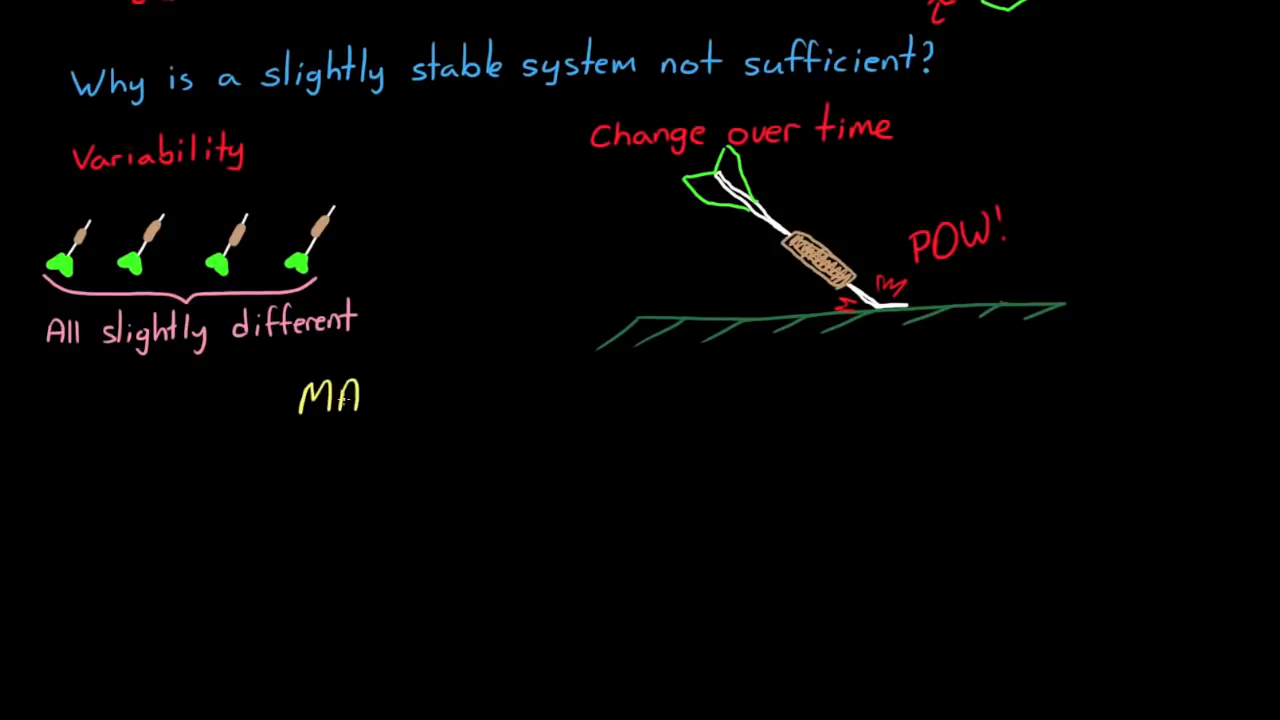 Why is a slightly stable system not sufficient?
Variability
All slightly different
Change over time
POW!
MA